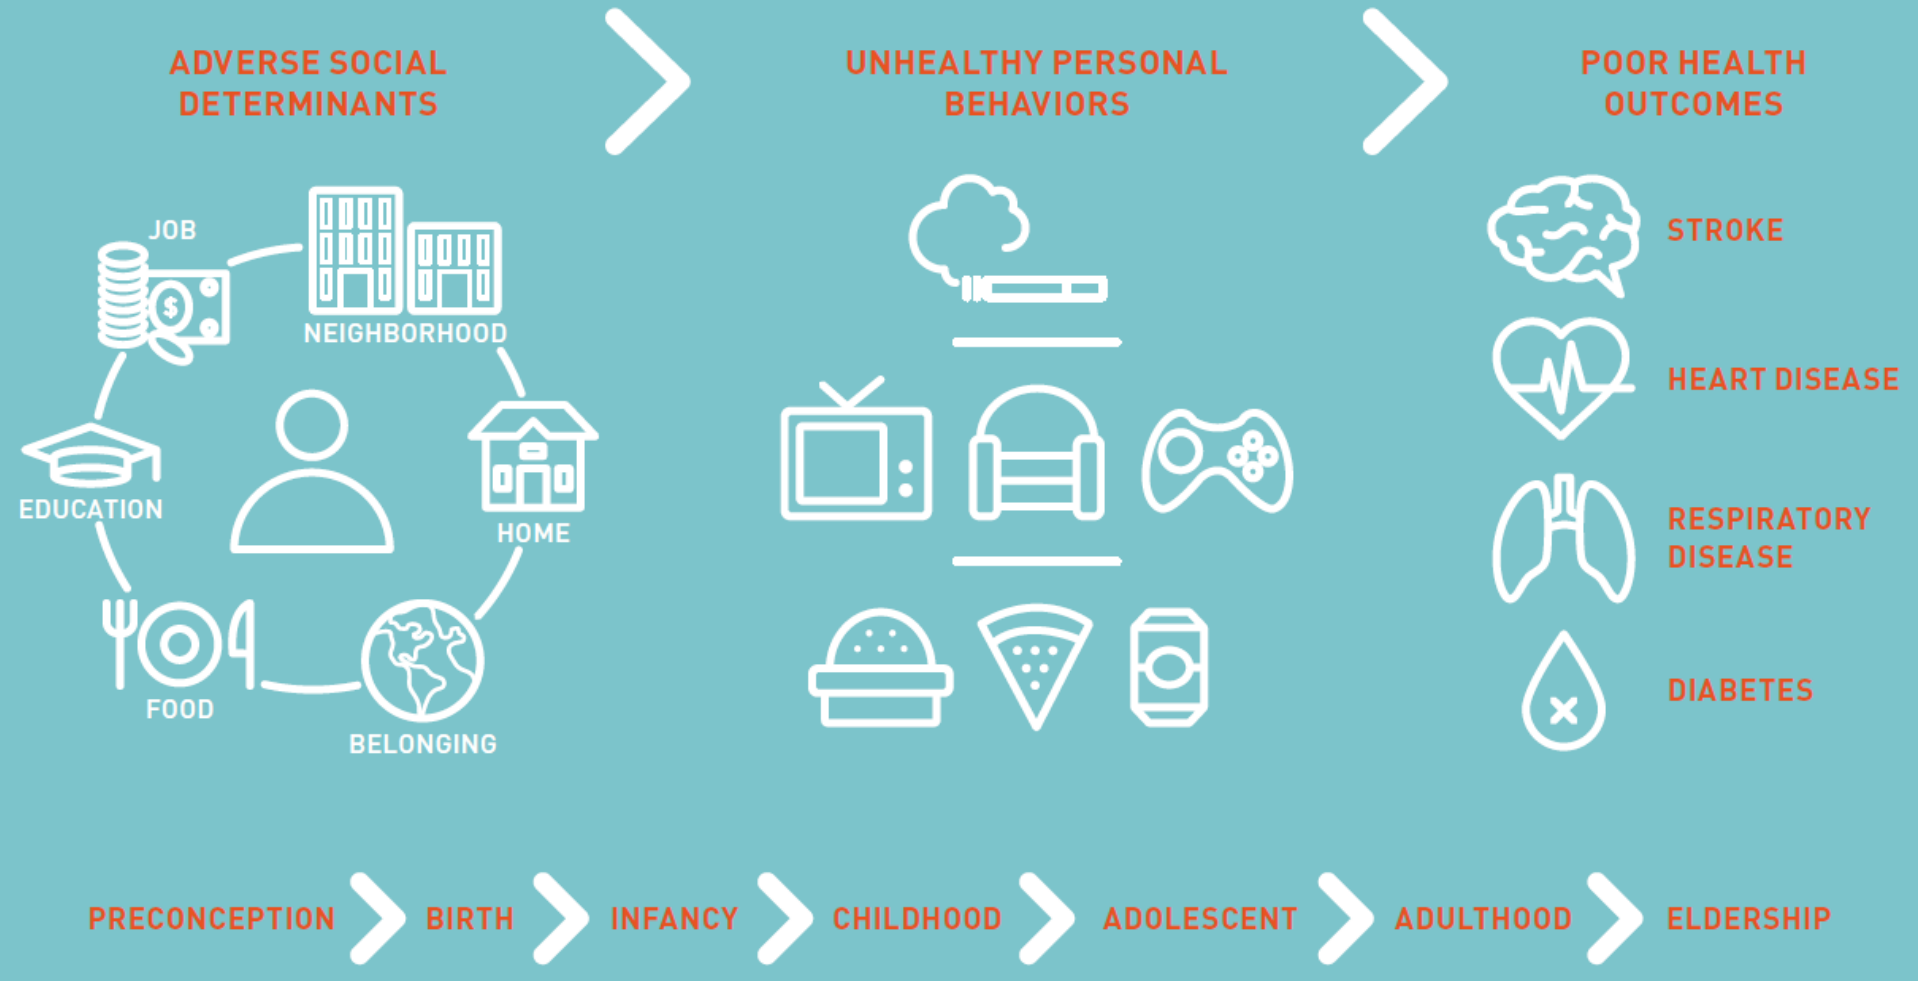 ADVERSE SOCIAL
DETERMINANTS
UNHEALTHY PERSONAL
BEHAVIORS
POOR HEALTH
OUTCOMES
JOB
$
NEIGHBORHOOD
EDUCATION
HOME
FOOD
BELONGING
STROKE
HEART DISEASE
RESPIRATORY
DISEASE
DIABETES
PRECONCEPTION
BIRTH
INFANCY
CHILDHOOD
ADOLESCENT
ADULTHOOD
ELDERSHIP